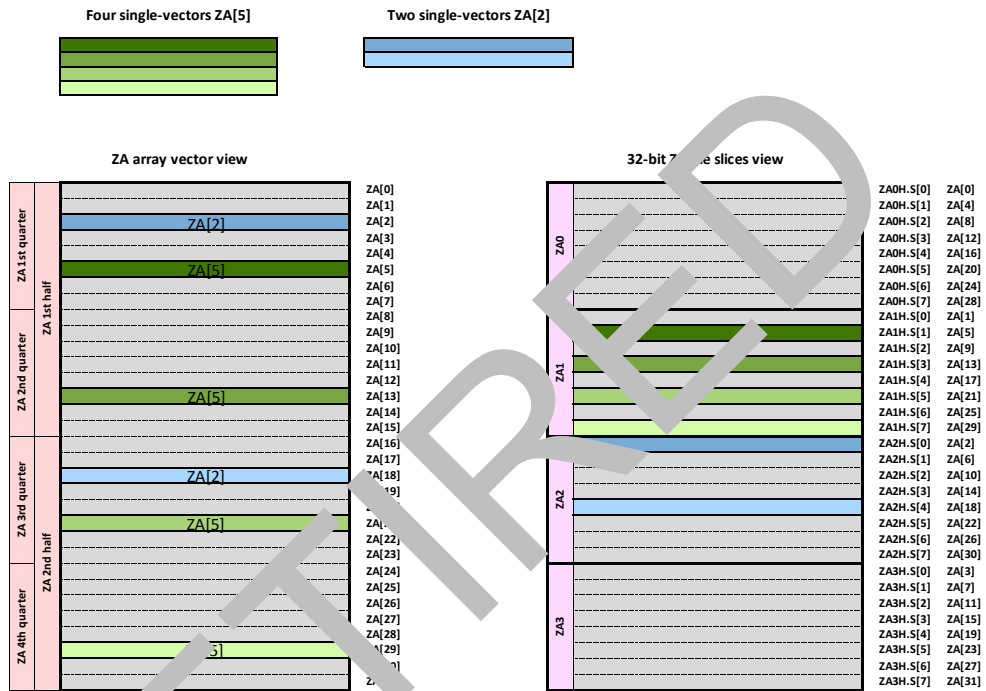 Four single-vectors ZA[5]
Two single-vectors ZA[2]
ZA array vector view
32-bit Z e slices view
ZA 1st quarter
ZA 2nd quarter
ZA 3rd quarter
ZA 4th quarter
ZA 1st half
ZA 2nd half
ZA[2]
ZA[5]
ZA[5]
ZA[2]
ZA[5]
ZA[0]
ZA[1]
ZA[2]
ZA[3]
ZA[4]
ZA[5]
ZA[6]
ZA[7]
ZA[8]
ZA[9]
ZA[10]
ZA[11]
ZA[12]
ZA[13]
ZA[14]
ZA[15]
ZA[16]
ZA[17]
ZA[18]
ZA[22]
ZA[23]
ZA[24]
ZA[25]
ZA[26]
ZA[27]
ZA[28]
ZA[29]
ZA0
ZA1
ZA2
ZA3
ZA0H.S[0] ZA[0]
ZA0H.S[1] ZA[4]
ZA0H.S[2] ZA[8]
ZA0H.S[3] ZA[12]
ZA0H.S[4] ZA[16]
ZA0H.S[5] ZA[20]
ZA0H.S[6] ZA[24]
ZA0H.S[7] ZA[28]
ZA1H.S[0] ZA[1]
ZA1H.S[1] ZA[5]
ZA1H.S[2] ZA[9]
ZA1H.S[3] ZA[13]
ZA1H.S[4] ZA[17]
ZA1H.S[5] ZA[21]
ZA1H.S[6] ZA[25]
ZA1H.S[7] ZA[29]
ZA2H.S[0] ZA[2]
ZA2H.S[1] ZA[6]
ZA2H.S[2] ZA[10]
ZA2H.S[3] ZA[14]
ZA2H.S[4] ZA[18]
ZA2H.S[5] ZA[22]
ZA2H.S[6] ZA[26]
ZA2H.S[7] ZA[30]
ZA3H.S[0] ZA[3]
ZA3H.S[1] ZA[7]
ZA3H.S[2] ZA[11]
ZA3H.S[3] ZA[15]
ZA3H.S[4] ZA[19]
ZA3H.S[5] ZA[23]
ZA3H.S[6] ZA[27]
ZA3H.S[7] ZA[31]
TIRED